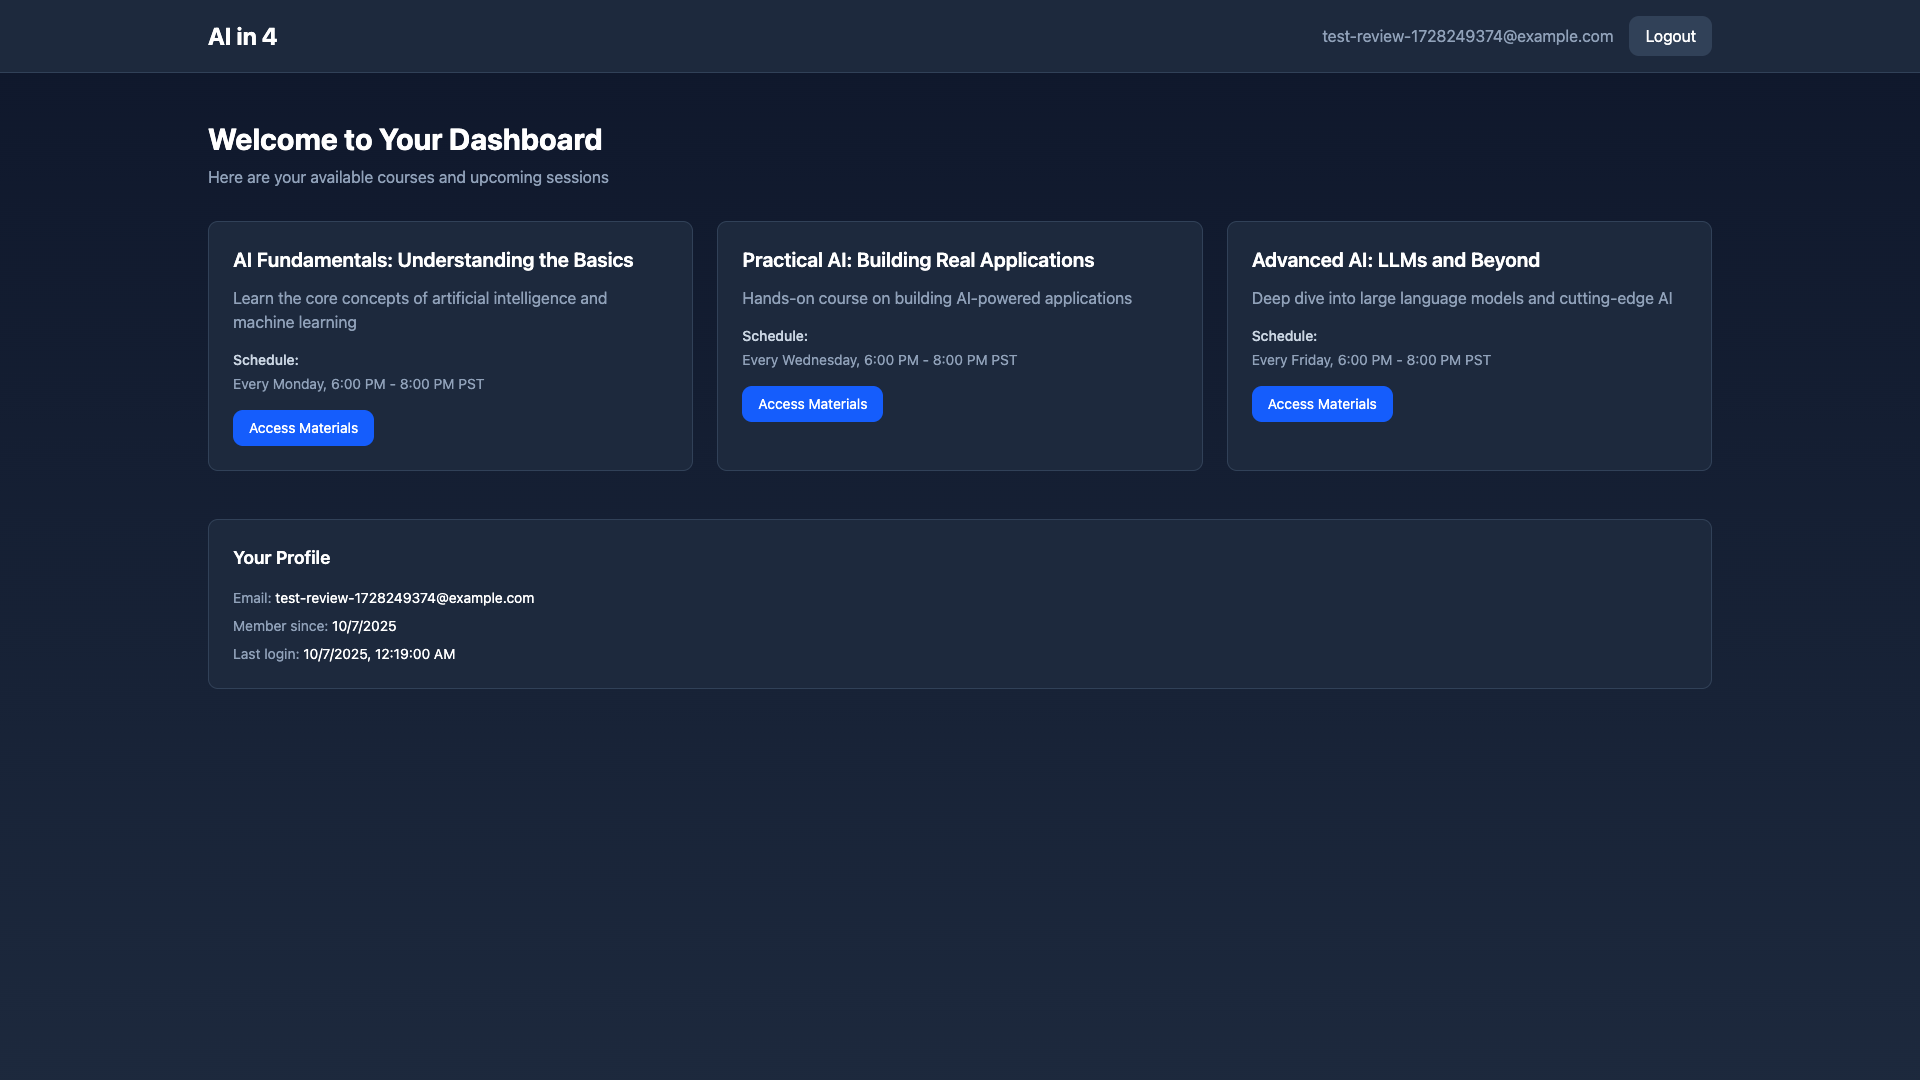 AI in 4
test-review-1728249374@example.com
Logout
Welcome to Your Dashboard
Here are your available courses and upcoming sessions
AI Fundamentals: Understanding the Basics
Learn the core concepts of artificial intelligence and
machine learning
Schedule:
Every Monday, 6:00 PM - 8:00 PM PST
Access Materials
Practical AI: Building Real Applications
Hands-on course on building AI-powered applications
Schedule:
Every Wednesday, 6:00 PM - 8:00 PM PST
Access Materials
Advanced AI: LLMs and Beyond
Deep dive into large language models and cutting-edge AI
Schedule:
Every Friday, 6:00 PM - 8:00 PM PST
Access Materials
Your Profile
Email: test-review-1728249374@example.com
Member since: 10/7/2025
Last login: 10/7/2025, 12:19:00 AM